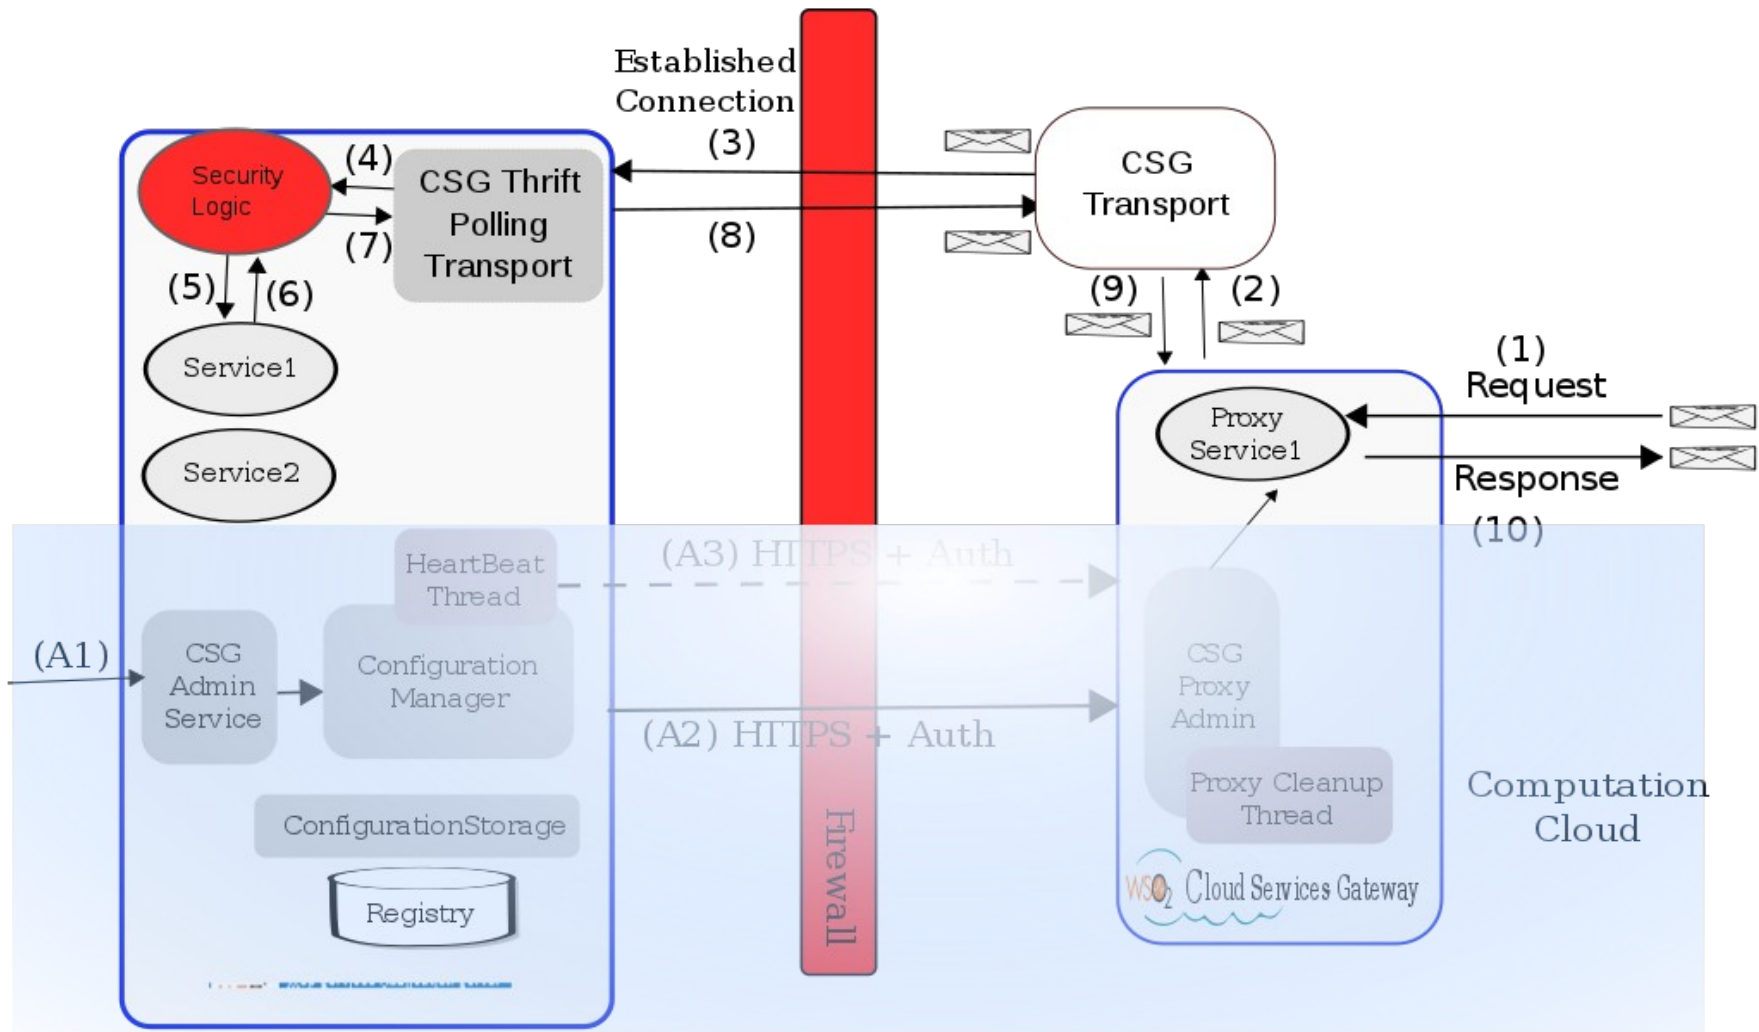 Established
Connection
(3)
(4)
Security
Logic
CSG Thrift
Polling
Transport
CSG
Transport
(7)
(8)
(5)
(6)
(9)
(2)
Service1
(1)
Request
Proxy
Service1
Service2
Response
(10)
HeartBeat
Thread
(A3) HTTPS + Auth
(A1)
CSG
Admin
Service
Configuration
Manager
CSG
Proxy
Admin
(A2) HTTPS + Auth
Proxy Cleanup
Thread
Computation
Cloud
ConfigurationStorage
Firewall
WSO2 Cloud Services Gateway
Registry